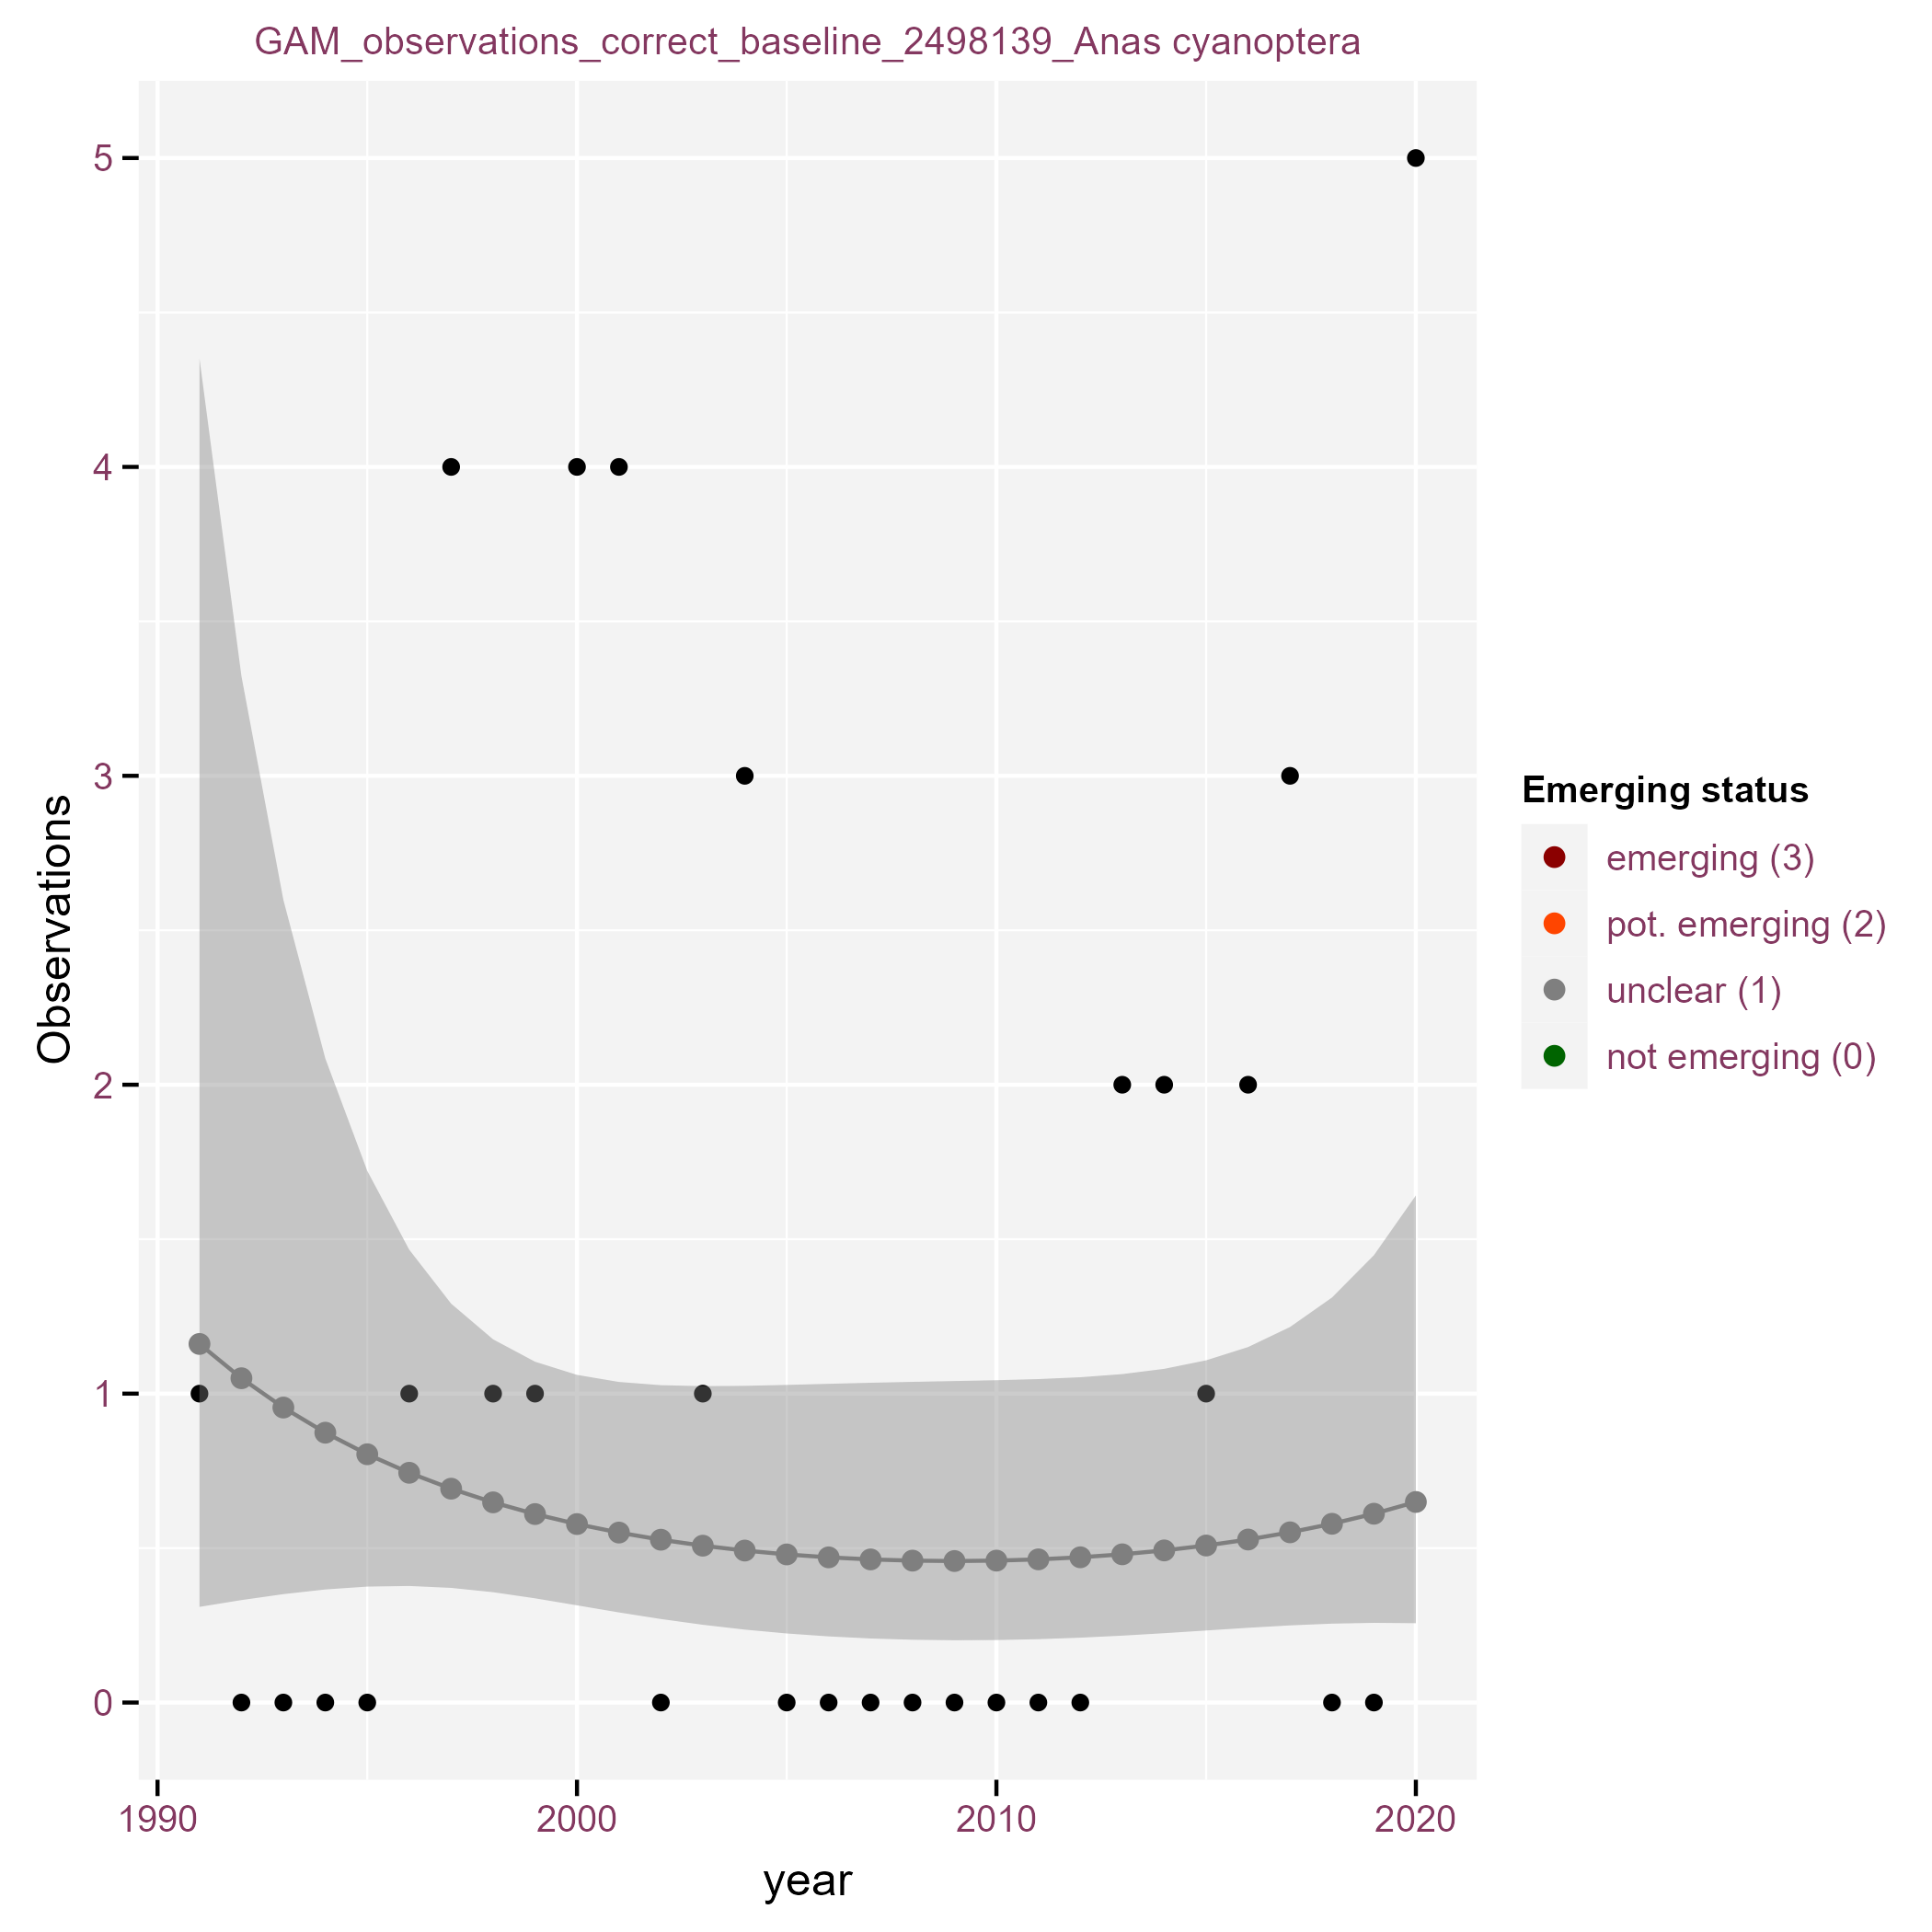 GAM_observations_correct_baseline_2498139_Anas cyanoptera
5
4
3
2
1
0
Observations
1990 2000 2010 2020
year
Emerging status
emerging (3)
pot. emerging (2)
unclear (1)
not emerging (0)